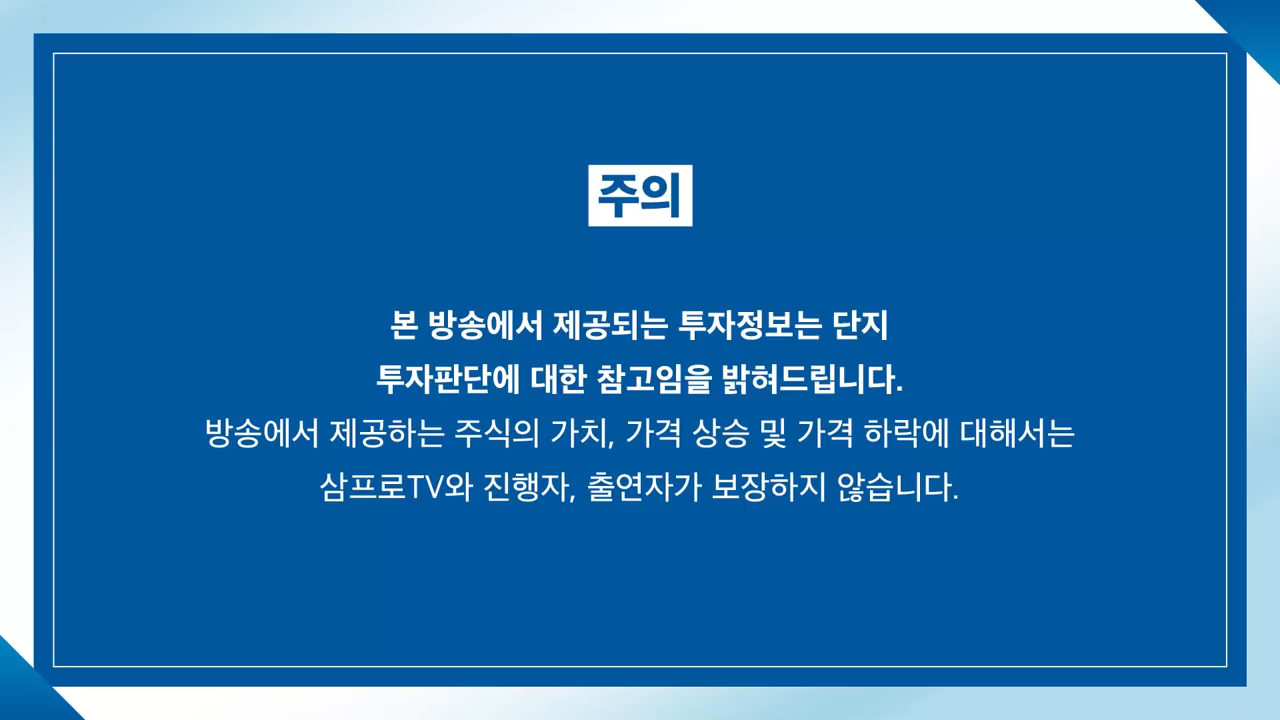 주의
본 방송에서 제공되는 투자정보는 단지
투자판단에 대한 참고임을 밝혀드립니다.
방송에서 제공하는 주식의 가치, 가격 상승 및 가격 하락에 대해서는
삼프로TV와 진행자, 출연자가 보장하지 않습니다.